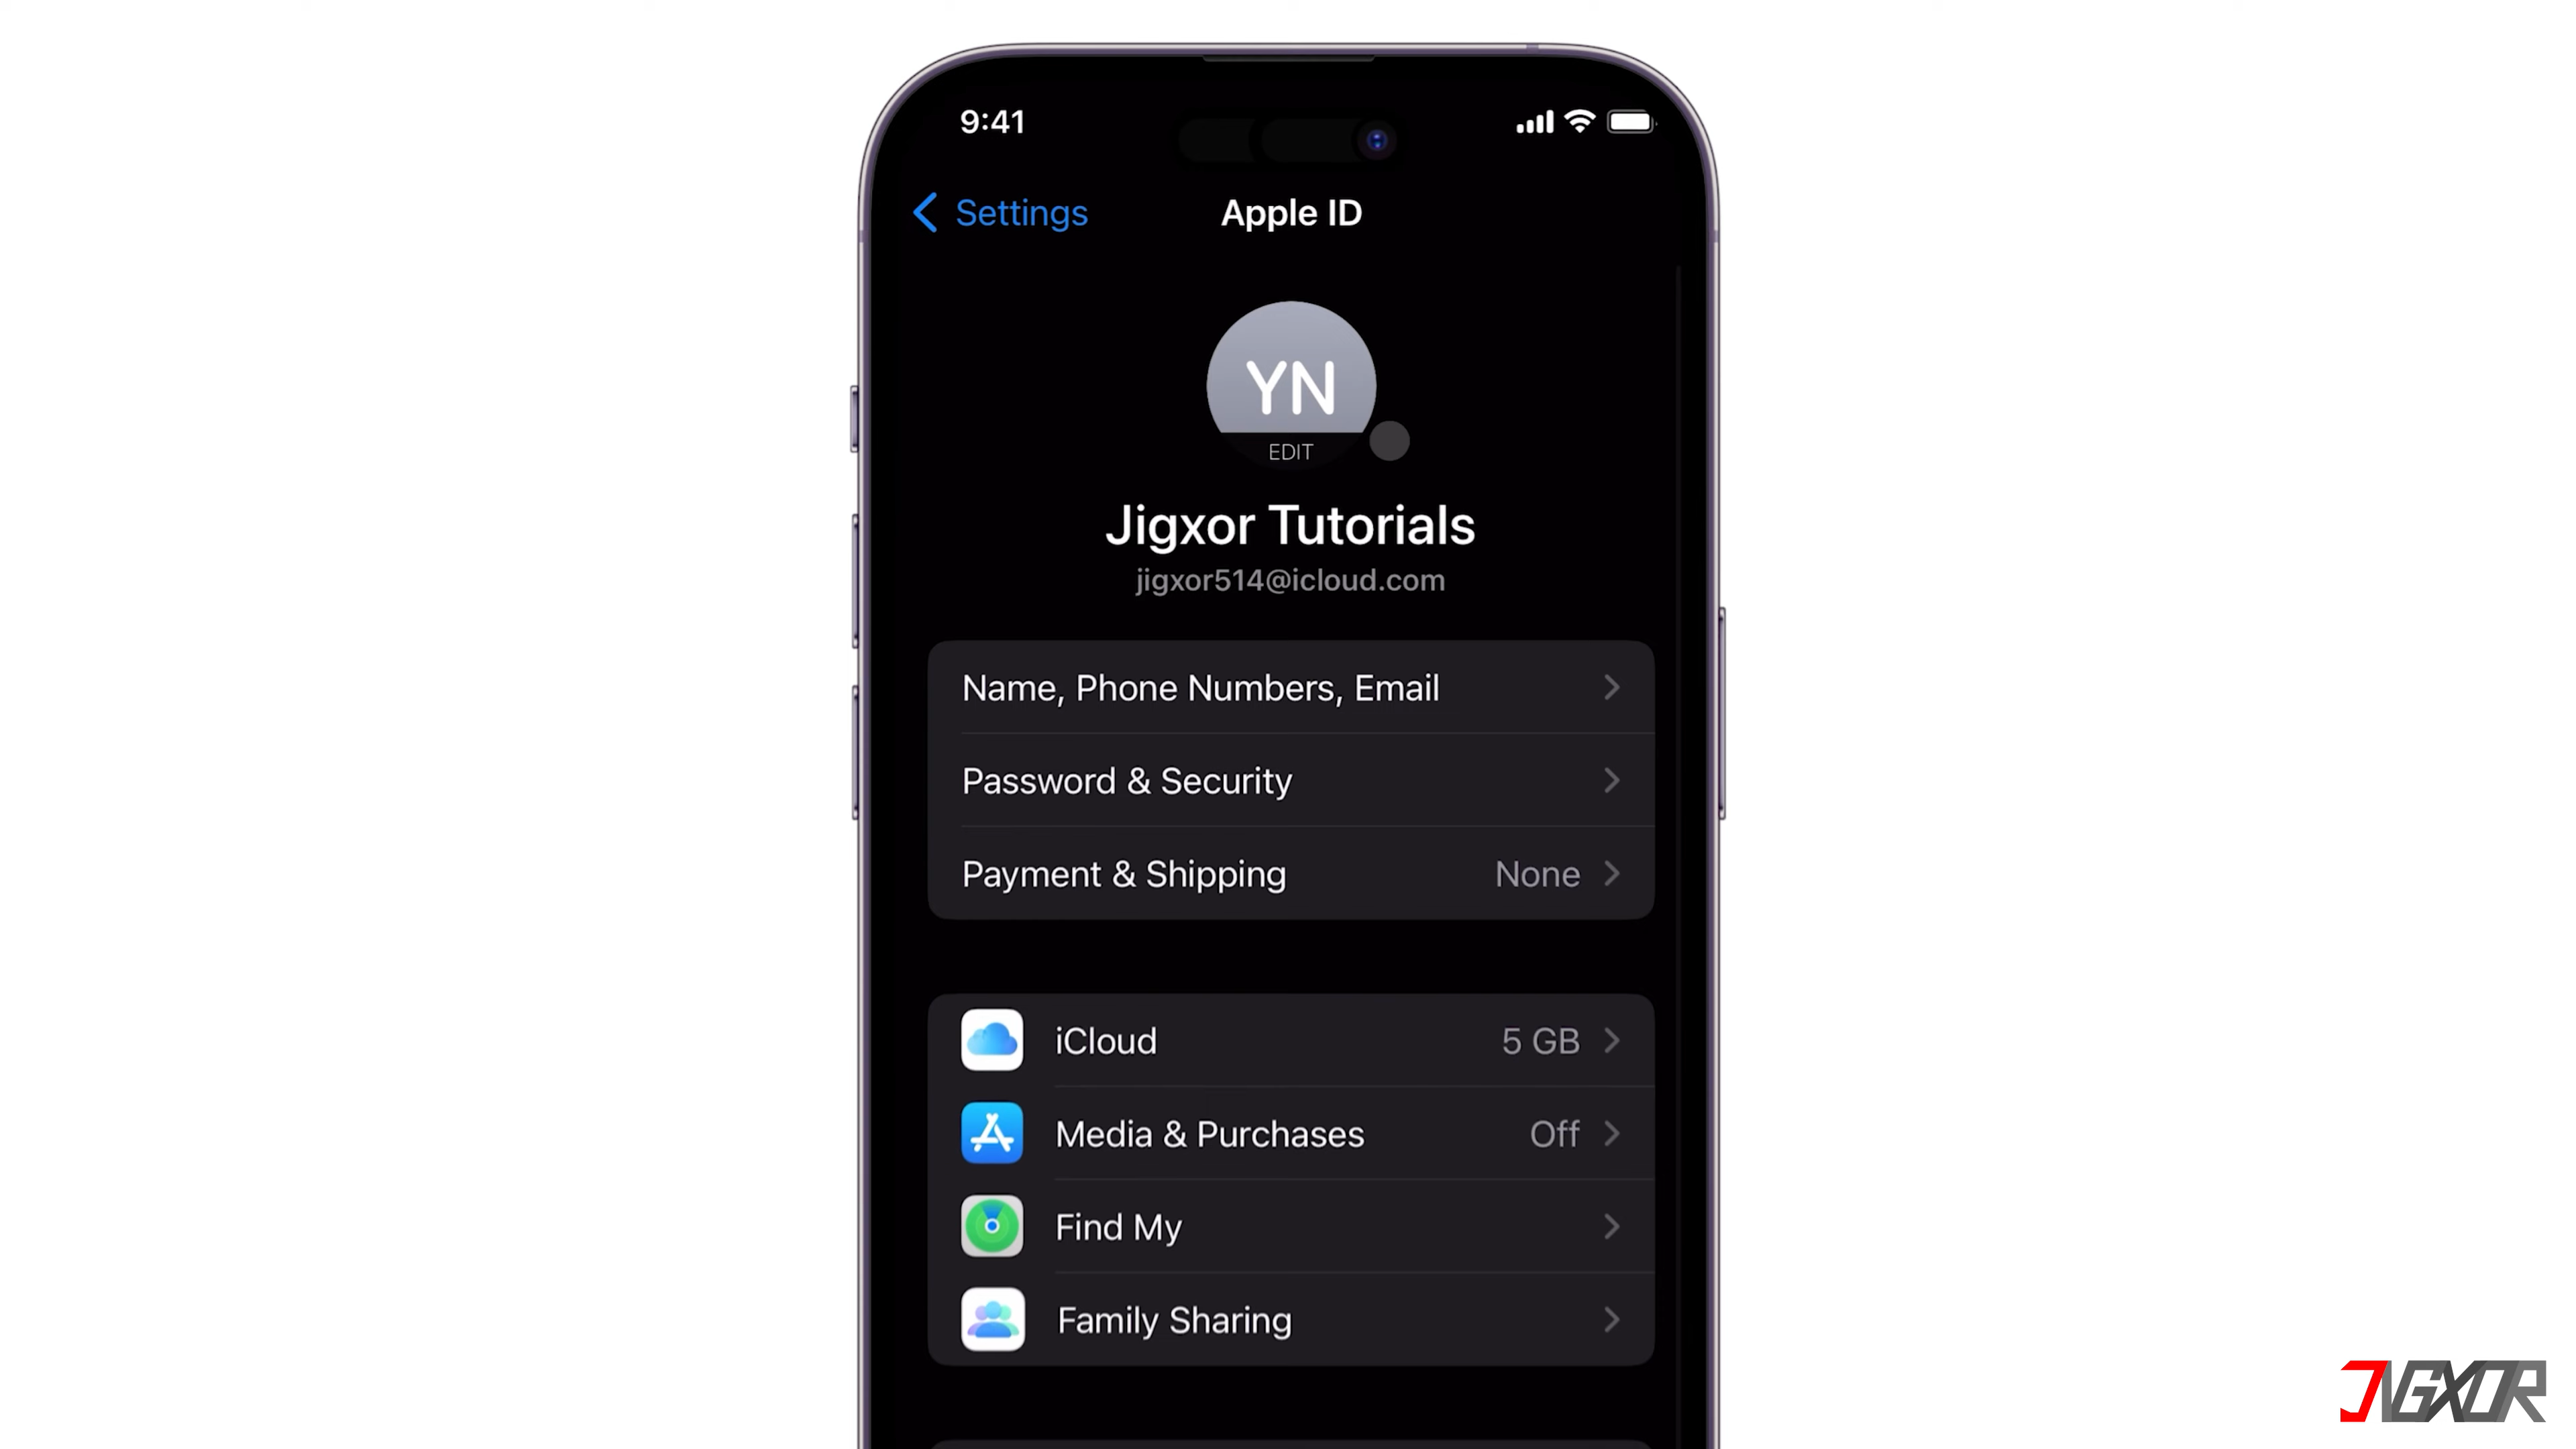 9:41
Settings
Apple ID
YN
EDIT
Jigxor Tutorials
jigxor514@icloud.com
Name, Phone Numbers, Email
Password & Security
Payment & Shipping None
iCloud 5 GB
Media & Purchases Off
Find My
Family Sharing
JIGXOR